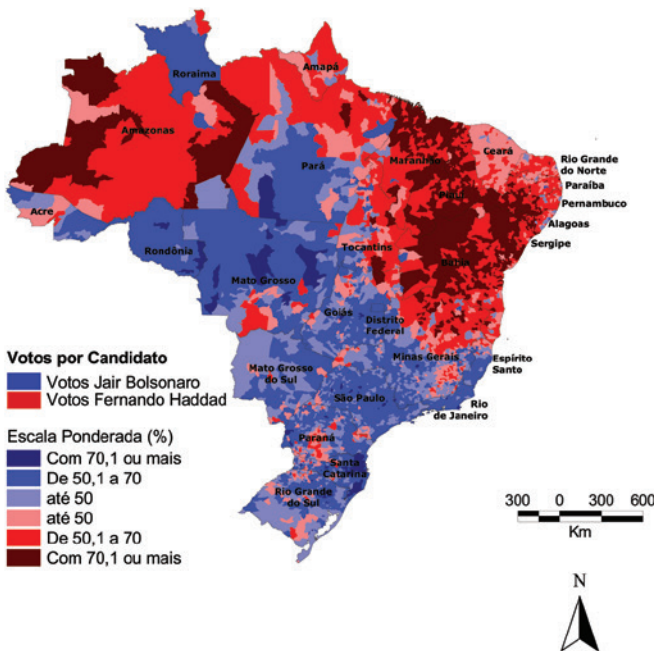 Roraima
Amapá
Amazonas
Pará
Maranhão
Ceará
Rio Grande
do Norte
Paraíba
Piauí
Pernambuco
Acre
Alagoas
Sergipe
Tocantins
Rondônia
Bahia
Mato Grosso
Goiás
Distrito
Federal
Votos por Candidato
Votos Jair Bolsonaro
Votos Fernando Haddad
Minas Gerais
Espírito
Santo
Mato Grosso
do Sul
São Paulo
Rio
de Janeiro
Escala Ponderada (%)
Com 70,1 ou mais
De 50,1 a 70
até 50
até 50
De 50,1 a 70
Com 70,1 ou mais
Paraná
Santa
Catarina
Rio Grande
do Sul
300 0 300 600
Km
N